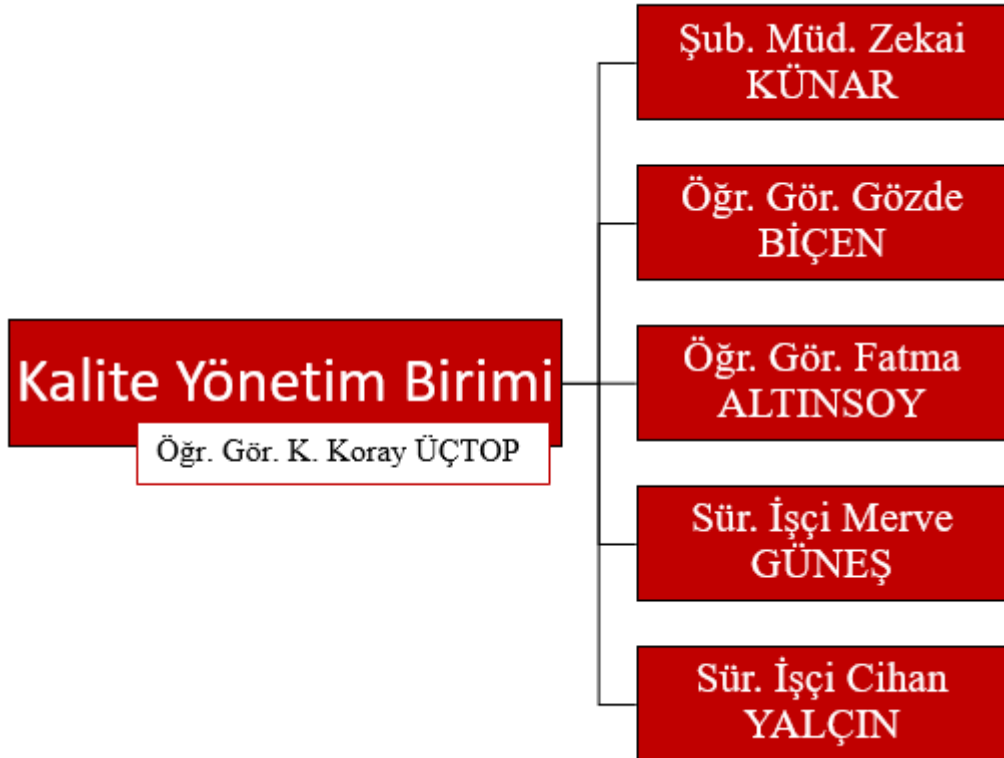 Kalite Yönetim Birimi
Öğr. Gör. K. Koray ÜÇTOP
Şub. Müd. Zekai
KÜNAR
Öğr. Gör. Gözde
BİÇEN
Öğr. Gör. Fatma
ALTINSOY
Sür. İşçi Merve
GÜNEŞ
Sür. İşçi Cihan
YALÇIN